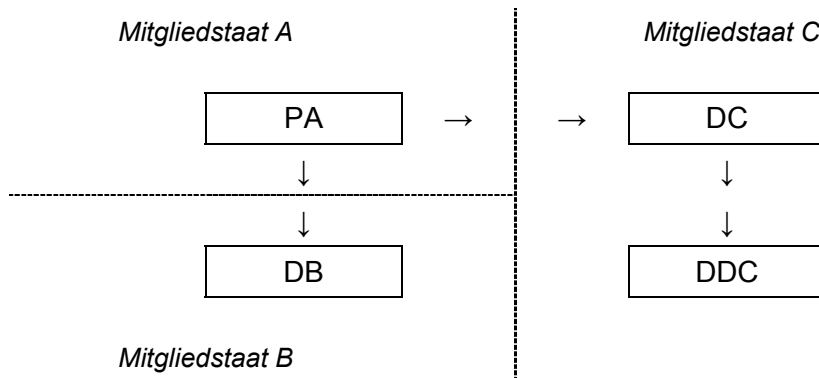 Mitgliedstaat A Mitgliedstaat C
PA → → DC
↓ ↓
↓ ↓
DB DDC
Mitgliedstaat B